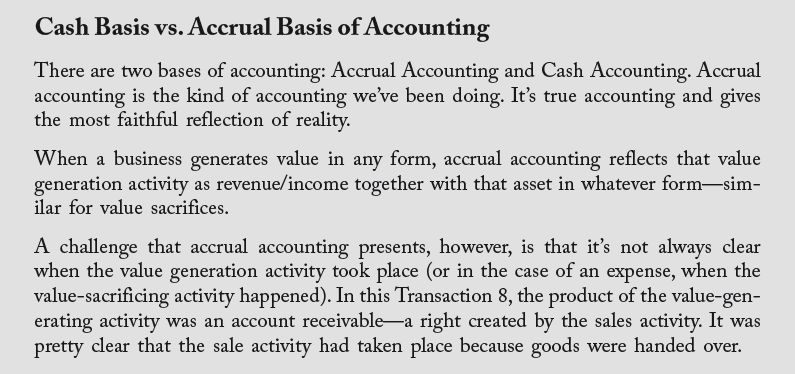 Cash Basis vs. Accrual Basis of Accounting
There are two bases of accounting: Accrual Accounting and Cash Accounting. Accrual
accounting is the kind of accounting we’ve been doing. It’s true accounting and gives
the most faithful reflection of reality.
When a business generates value in any form, accrual accounting reflects that value
generation activity as revenue/income together with that asset in whatever form—sim-
ilar for value sacrifices.
A challenge that accrual accounting presents, however, is that it’s not always clear
when the value generation activity took place (or in the case of an expense, when the
value-sacrificing activity happened). In this Transaction 8, the product of the value-gen-
erating activity was an account receivable—a right created by the sales activity. It was
pretty clear that the sale activity had taken place because goods were handed over.